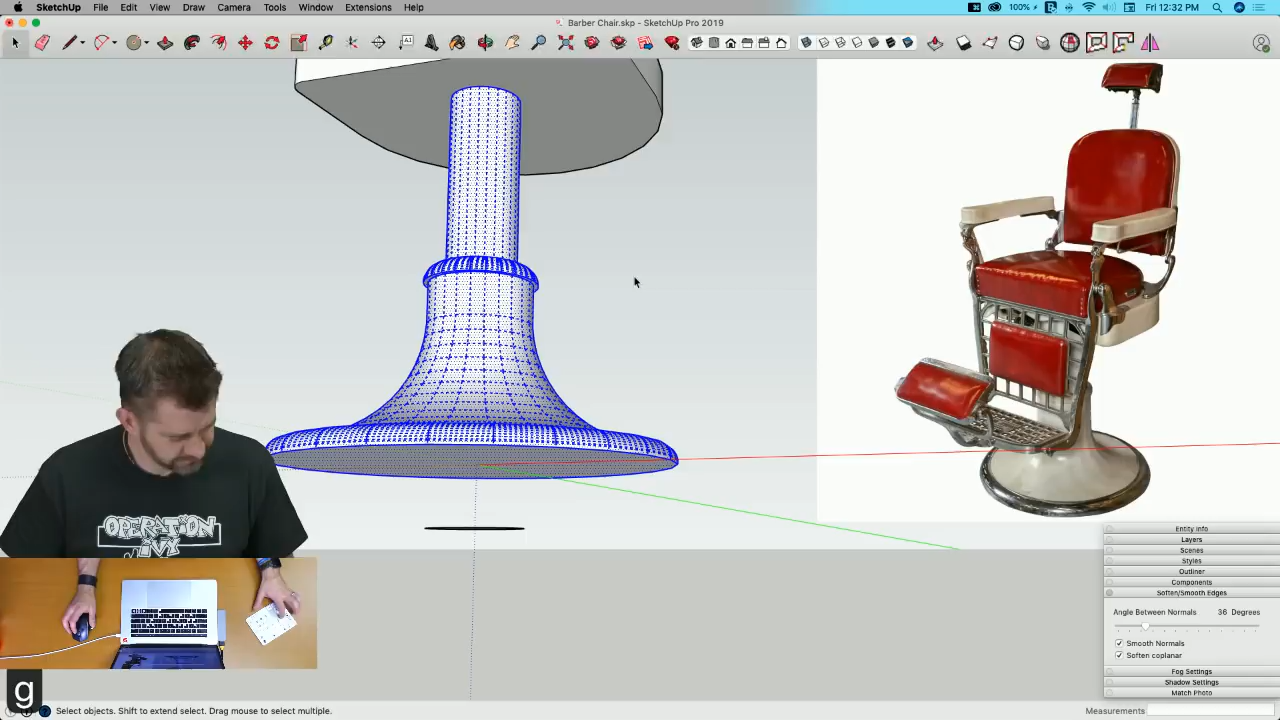 SketchUp File Edit View Draw Camera Tools Window Extensions Help
100% Fri 12:32 PM
Barber Chair.skp - SketchUp Pro 2019
OPERATION
IVY
Entity Info
Layers
Scenes
Styles
Outliner
Components
Soften/Smooth Edges
Angle Between Normals 36 Degrees
Smooth Normals
Soften coplanar
Fog Settings
Shadow Settings
Match Photo
g
Select objects. Shift to extend select. Drag mouse to select multiple.
Measurements